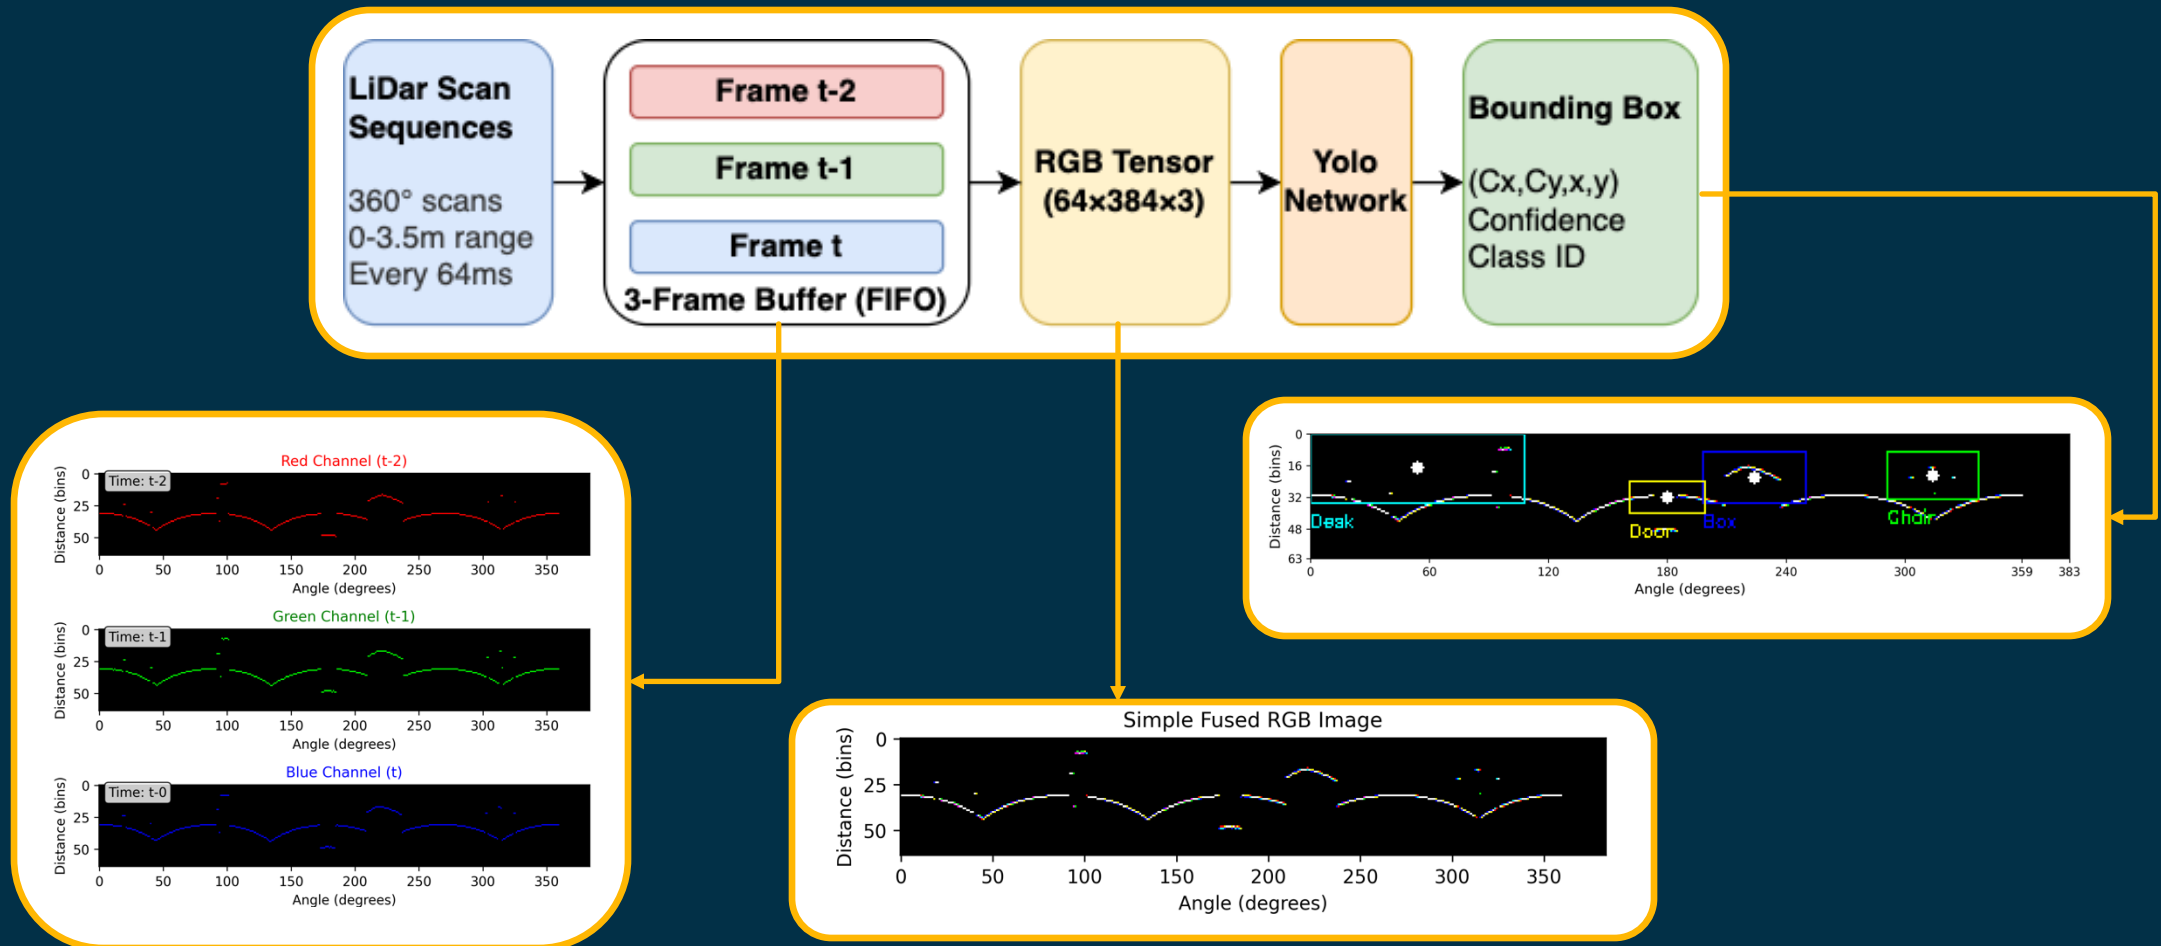 LiDar Scan
Sequences
360° scans
0-3.5m range
Every 64ms
Frame t-2
Frame t-1
Frame t
3-Frame Buffer (FIFO)
RGB Tensor
(64×384×3)
Yolo
Network
Bounding Box
(Cx,Cy,x,y)
Confidence
Class ID
Red Channel (t-2)
Time: t-2
Distance (bins)
0
25
50
0 50 100 150 200 250 300 350
Angle (degrees)
Green Channel (t-1)
Time: t-1
Distance (bins)
0
25
50
0 50 100 150 200 250 300 350
Angle (degrees)
Blue Channel (t)
Time: t-0
Distance (bins)
0
25
50
0 50 100 150 200 250 300 350
Angle (degrees)
Simple Fused RGB Image
Distance (bins)
0
25
50
0 50 100 150 200 250 300 350
Angle (degrees)
Distance (bins)
0
16
32
48
63
Desk
Door
Box
Chair
0 60 120 180 240 300 359 383
Angle (degrees)